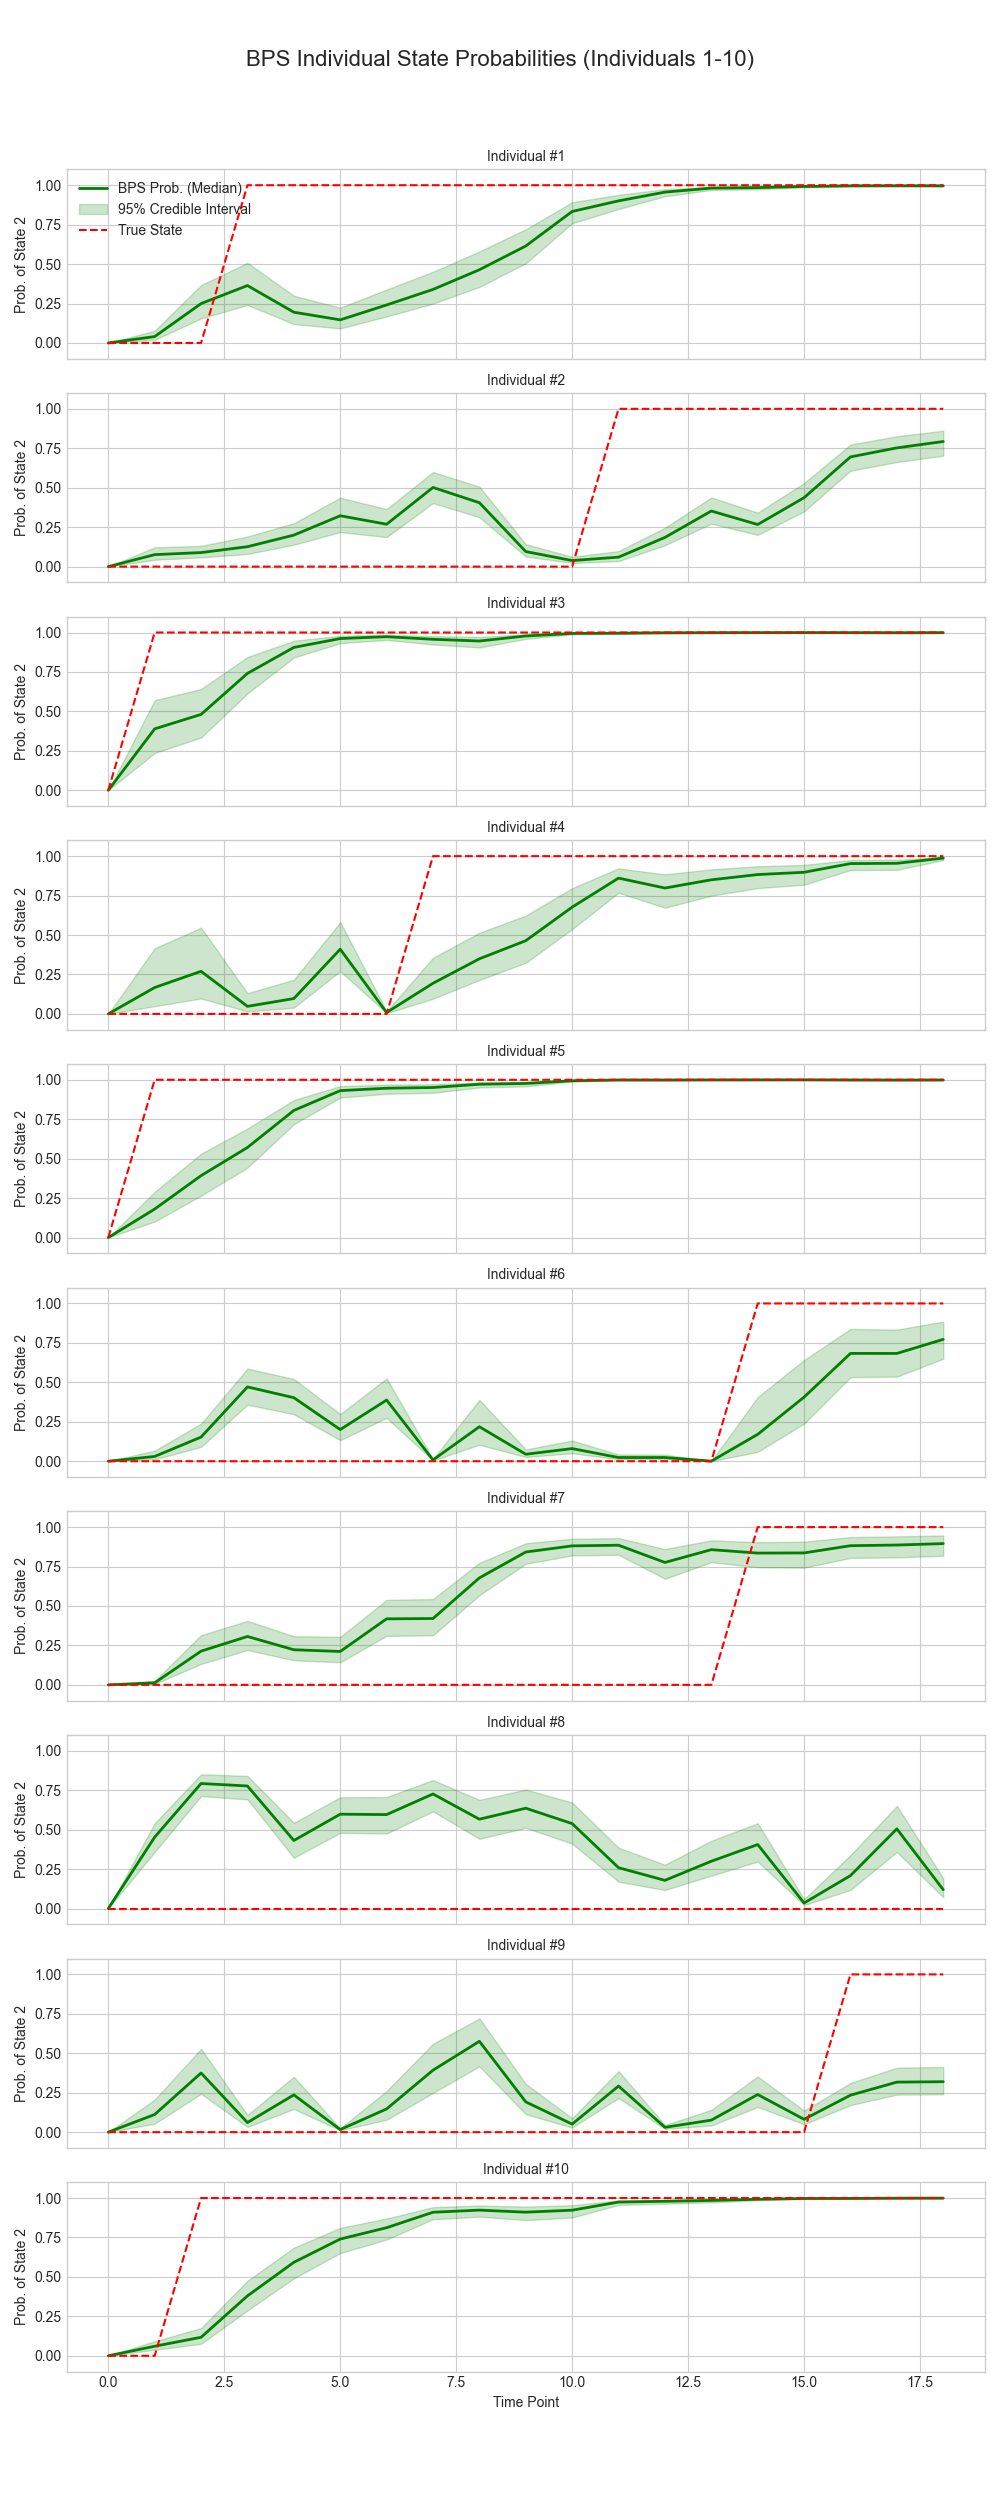 BPS Individual State Probabilities (Individuals 1-10)
Individual #1
BPS Prob. (Median)
95% Credible Interval
True State
1.00
0.75
0.50
0.25
0.00
Prob. of State 2
Individual #2
1.00
0.75
0.50
0.25
0.00
Prob. of State 2
Individual #3
1.00
0.75
0.50
0.25
0.00
Prob. of State 2
Individual #4
1.00
0.75
0.50
0.25
0.00
Prob. of State 2
Individual #5
1.00
0.75
0.50
0.25
0.00
Prob. of State 2
Individual #6
1.00
0.75
0.50
0.25
0.00
Prob. of State 2
Individual #7
1.00
0.75
0.50
0.25
0.00
Prob. of State 2
Individual #8
1.00
0.75
0.50
0.25
0.00
Prob. of State 2
Individual #9
1.00
0.75
0.50
0.25
0.00
Prob. of State 2
Individual #10
1.00
0.75
0.50
0.25
0.00
Prob. of State 2
0.0 2.5 5.0 7.5 10.0 12.5 15.0 17.5
Time Point